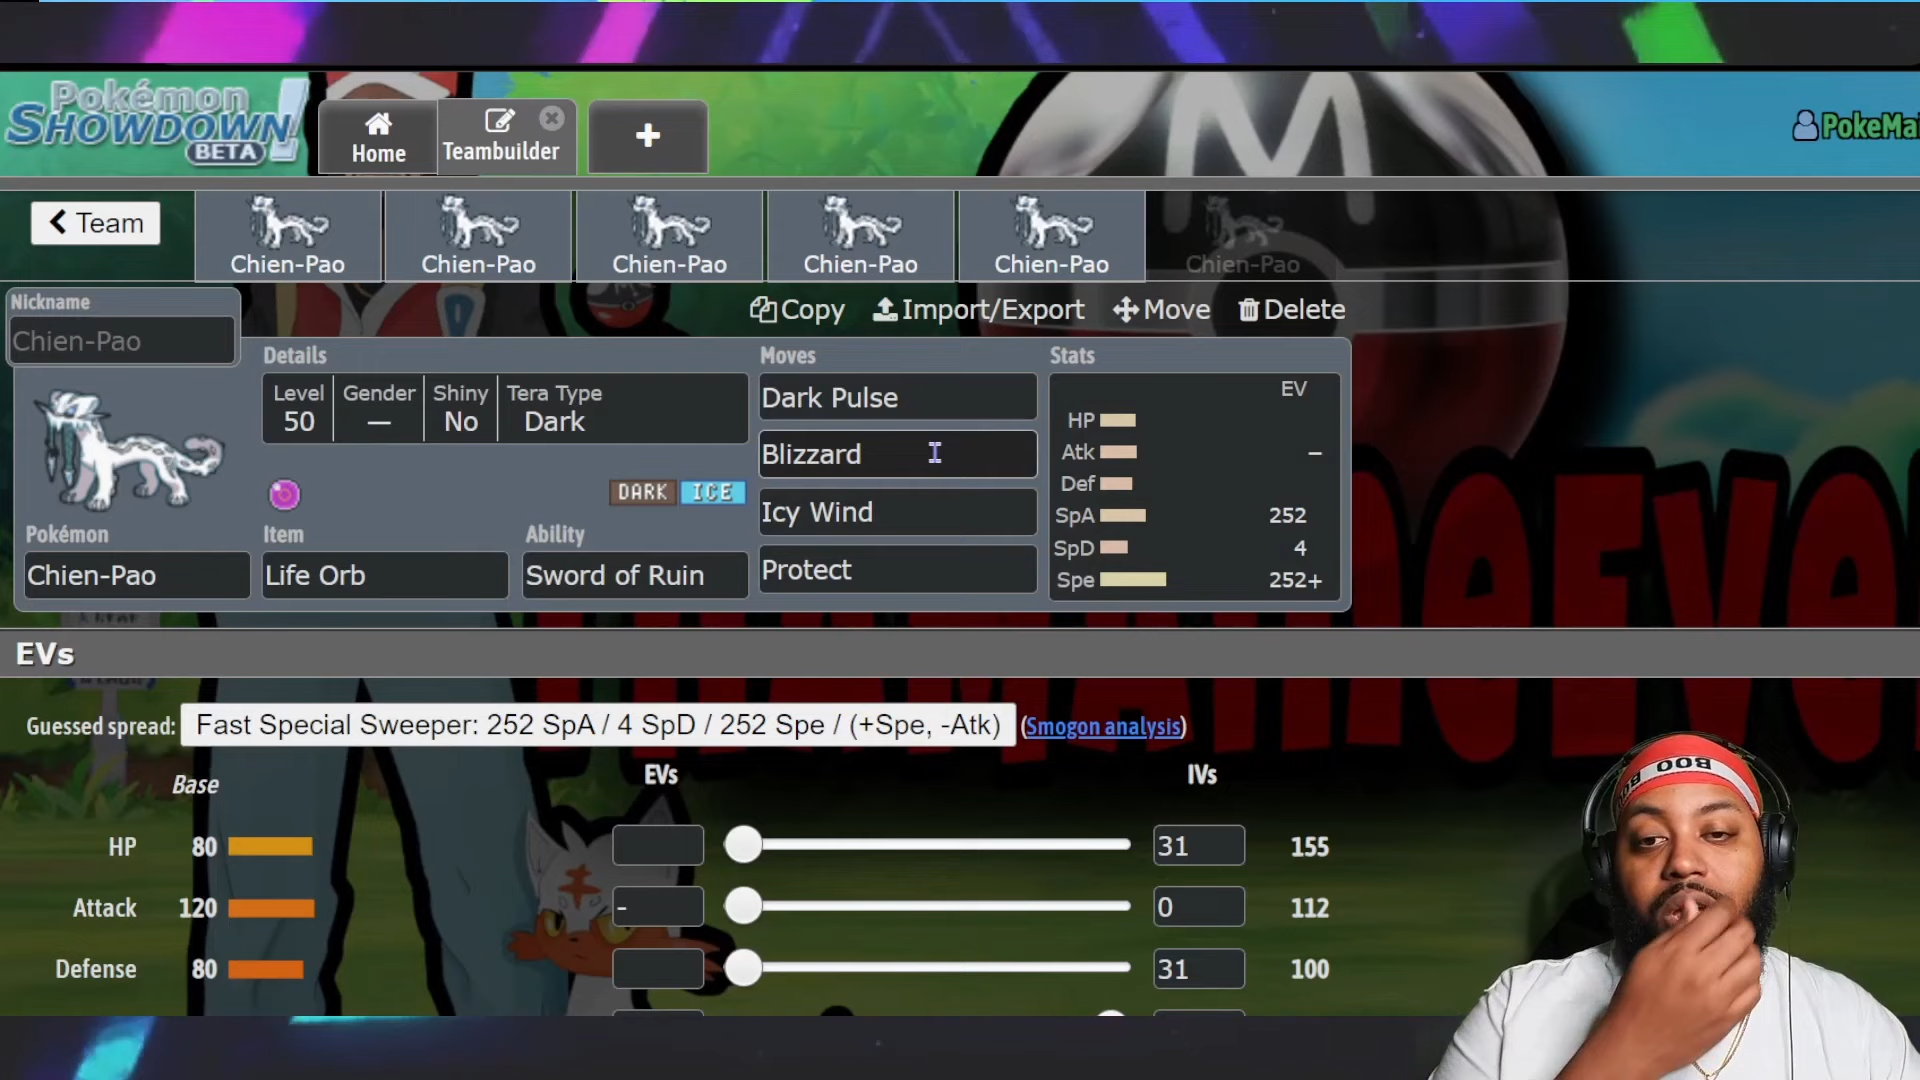 Pokémon
SHOWDOWN!
BETA
Home
Teambuilder
+
PokeMai
M
Team
Chien-Pao
Chien-Pao
Chien-Pao
Chien-Pao
Chien-Pao
Chien-Pao
Nickname
Chien-Pao
Copy
Import/Export
Move
Delete
Details
Moves
Stats
Level
50
Gender
—
Shiny
No
Tera Type
Dark
Dark Pulse
Blizzard
Icy Wind
Protect
EV
HP
Atk –
Def
SpA 252
SpD 4
Spe 252+
DARK ICE
Pokémon
Chien-Pao
Item
Life Orb
Ability
Sword of Ruin
EVs
Guessed spread: Fast Special Sweeper: 252 SpA / 4 SpD / 252 Spe / (+Spe, -Atk) (Smogon analysis)
Base EVs IVs
HP 80 31 155
Attack 120 - 0 112
Defense 80 31 100
BOO